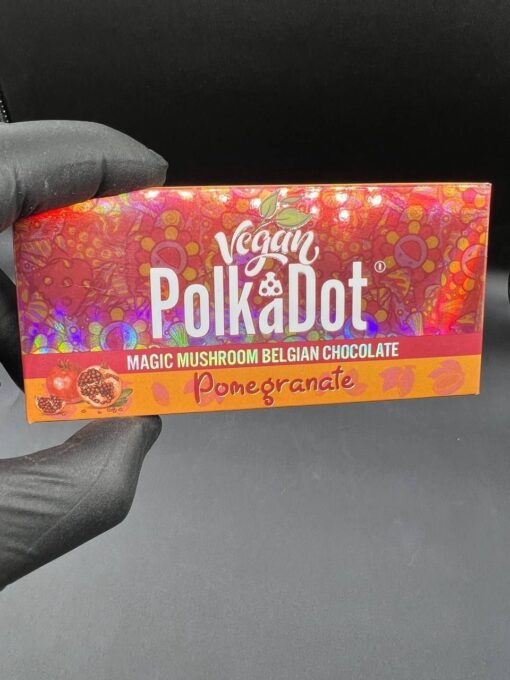 Vegan
PolkaDot
MAGIC MUSHROOM BELGIAN CHOCOLATE
Pomegranate